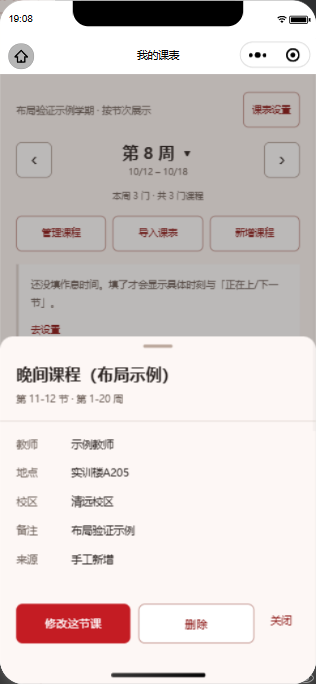 19:08
我的课表
布局验证示例学期 · 按节次展示
课表设置
第 8 周 ▼
10/12 – 10/18
本周 3 门 · 共 3 门课程
管理课程
导入课表
新增课程
还没填作息时间，填了才会显示具体时刻与「正在上/下一
节」。
去设置
晚间课程（布局示例）
第 11-12 节 · 第 1-20 周
教师 示例教师
地点 实训楼A205
校区 清远校区
备注 布局验证示例
来源 手工新增
修改这节课
删除
关闭